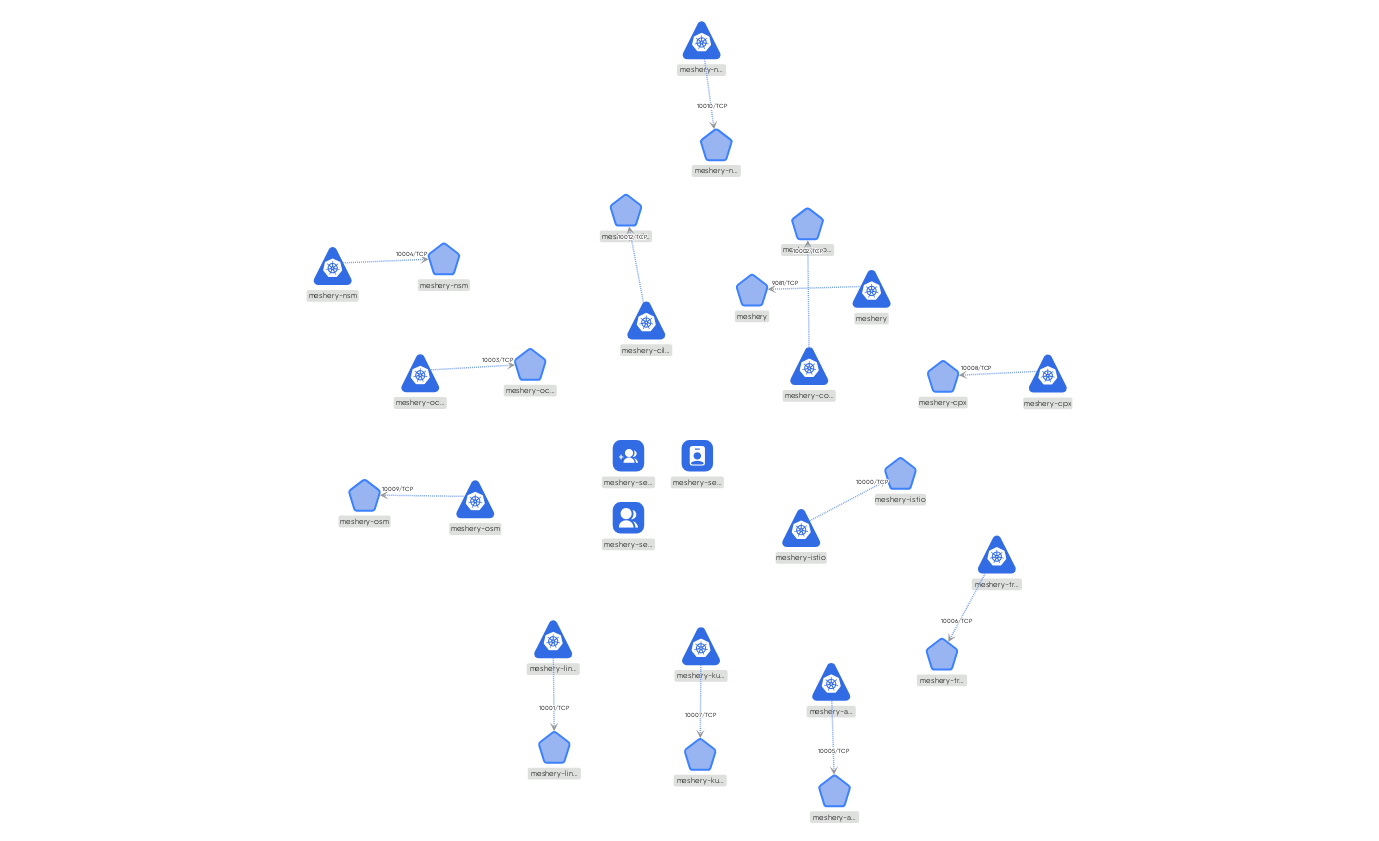 meshery-n...
10010/TCP
meshery-n...
10012/TCP
10002/TCP
10004/TCP
meshery-nsm
meshery-nsm
9081/TCP
meshery
meshery
meshery-cil...
10003/TCP
meshery-oc...
meshery-oc...
10008/TCP
meshery-co...
meshery-cpx
meshery-cpx
meshery-se...
meshery-se...
10009/TCP
meshery-osm
meshery-osm
10000/TCP
meshery-istio
meshery-se...
meshery-istio
meshery-tr...
10006/TCP
meshery-lin...
meshery-ku...
meshery-tr...
10001/TCP
10007/TCP
meshery-a...
10005/TCP
meshery-lin...
meshery-ku...
meshery-a...